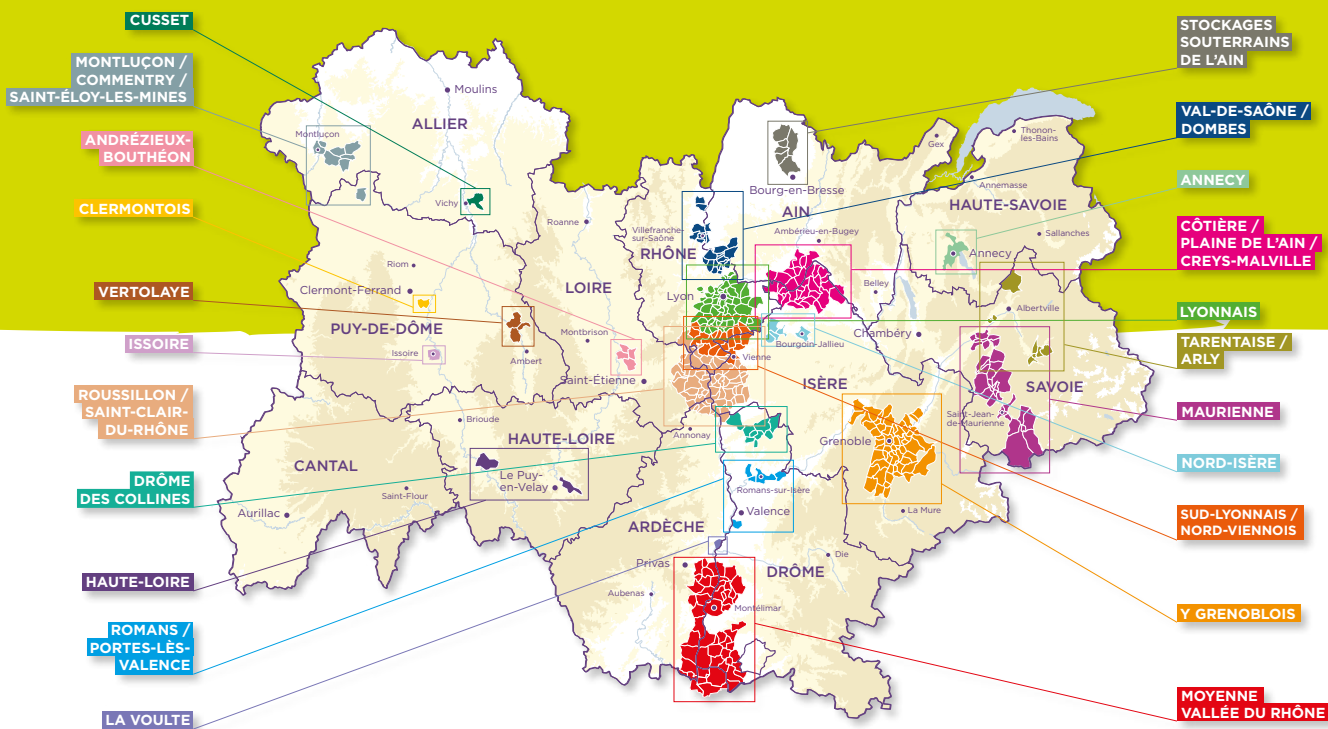 CUSSET
MONTLUÇON /
COMMENTRY /
SAINT-ÉLOY-LES-MINES
ANDRÉZIEUX-
BOUTHÉON
CLERMONTOIS
VERTOLAYE
ISSOIRE
ROUSSILLON /
SAINT-CLAIR-
DU-RHÔNE
DRÔME
DES COLLINES
HAUTE-LOIRE
ROMANS /
PORTES-LÈS-
VALENCE
LA VOULTE
Moulins
ALLIER
Montluçon
Vichy
Roanne
Riom
Clermont-Ferrand
PUY-DE-DÔME
Issoire
Ambert
LOIRE
Montbrison
Saint-Étienne
Villefranche-
sur-Saône
RHÔNE
Lyon
Bourg-en-Bresse
AIN
Ambérieu-en-Bugey
Belley
Gex
Thonon-
les-Bains
Annemasse
HAUTE-SAVOIE
Sallanches
Annecy
Albertville
Chambéry
Bourgoin-Jallieu
Vienne
ISÈRE
SAVOIE
Saint-Jean-
de-Maurienne
Grenoble
La Mure
Annonay
Brioude
HAUTE-LOIRE
Le Puy-
en-Velay
CANTAL
Saint-Flour
Aurillac
Romans-sur-Isère
Valence
ARDÈCHE
Privas
Die
DRÔME
Aubenas
Montélimar
STOCKAGES
SOUTERRAINS
DE L'AIN
VAL-DE-SAÔNE /
DOMBES
ANNECY
CÔTIÈRE /
PLAINE DE L'AIN /
CREYS-MALVILLE
LYONNAIS
TARENTAISE /
ARLY
MAURIENNE
NORD-ISÈRE
SUD-LYONNAIS /
NORD-VIENNOIS
Y GRENOBLOIS
MOYENNE
VALLÉE DU RHÔNE